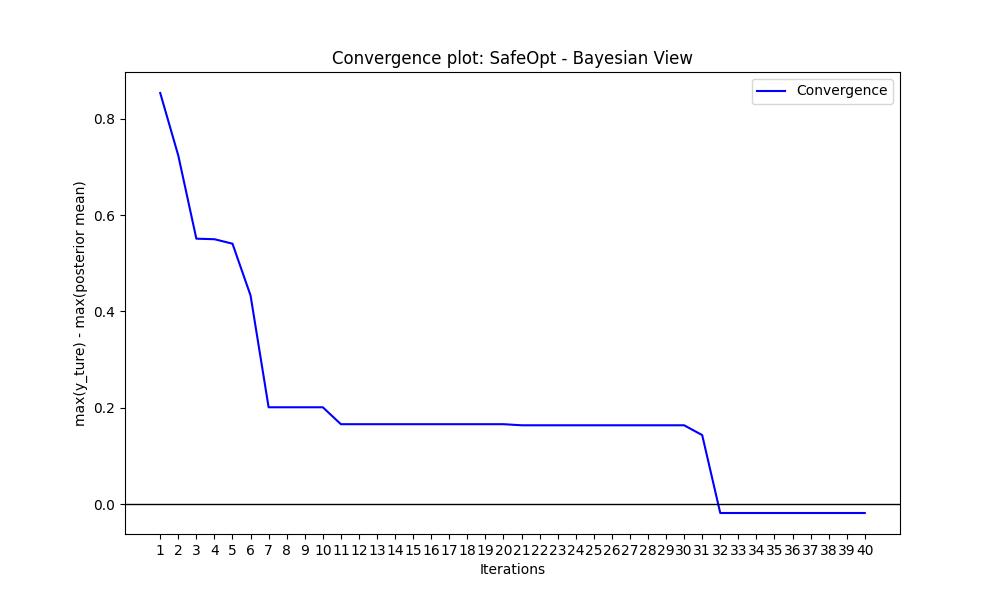 Convergence plot: SafeOpt - Bayesian View
Convergence
max(y_ture) - max(posterior mean)
0.8
0.6
0.4
0.2
0.0
1 2 3 4 5 6 7 8 9 10 11 12 13 14 15 16 17 18 19 20 21 22 23 24 25 26 27 28 29 30 31 32 33 34 35 36 37 38 39 40
Iterations